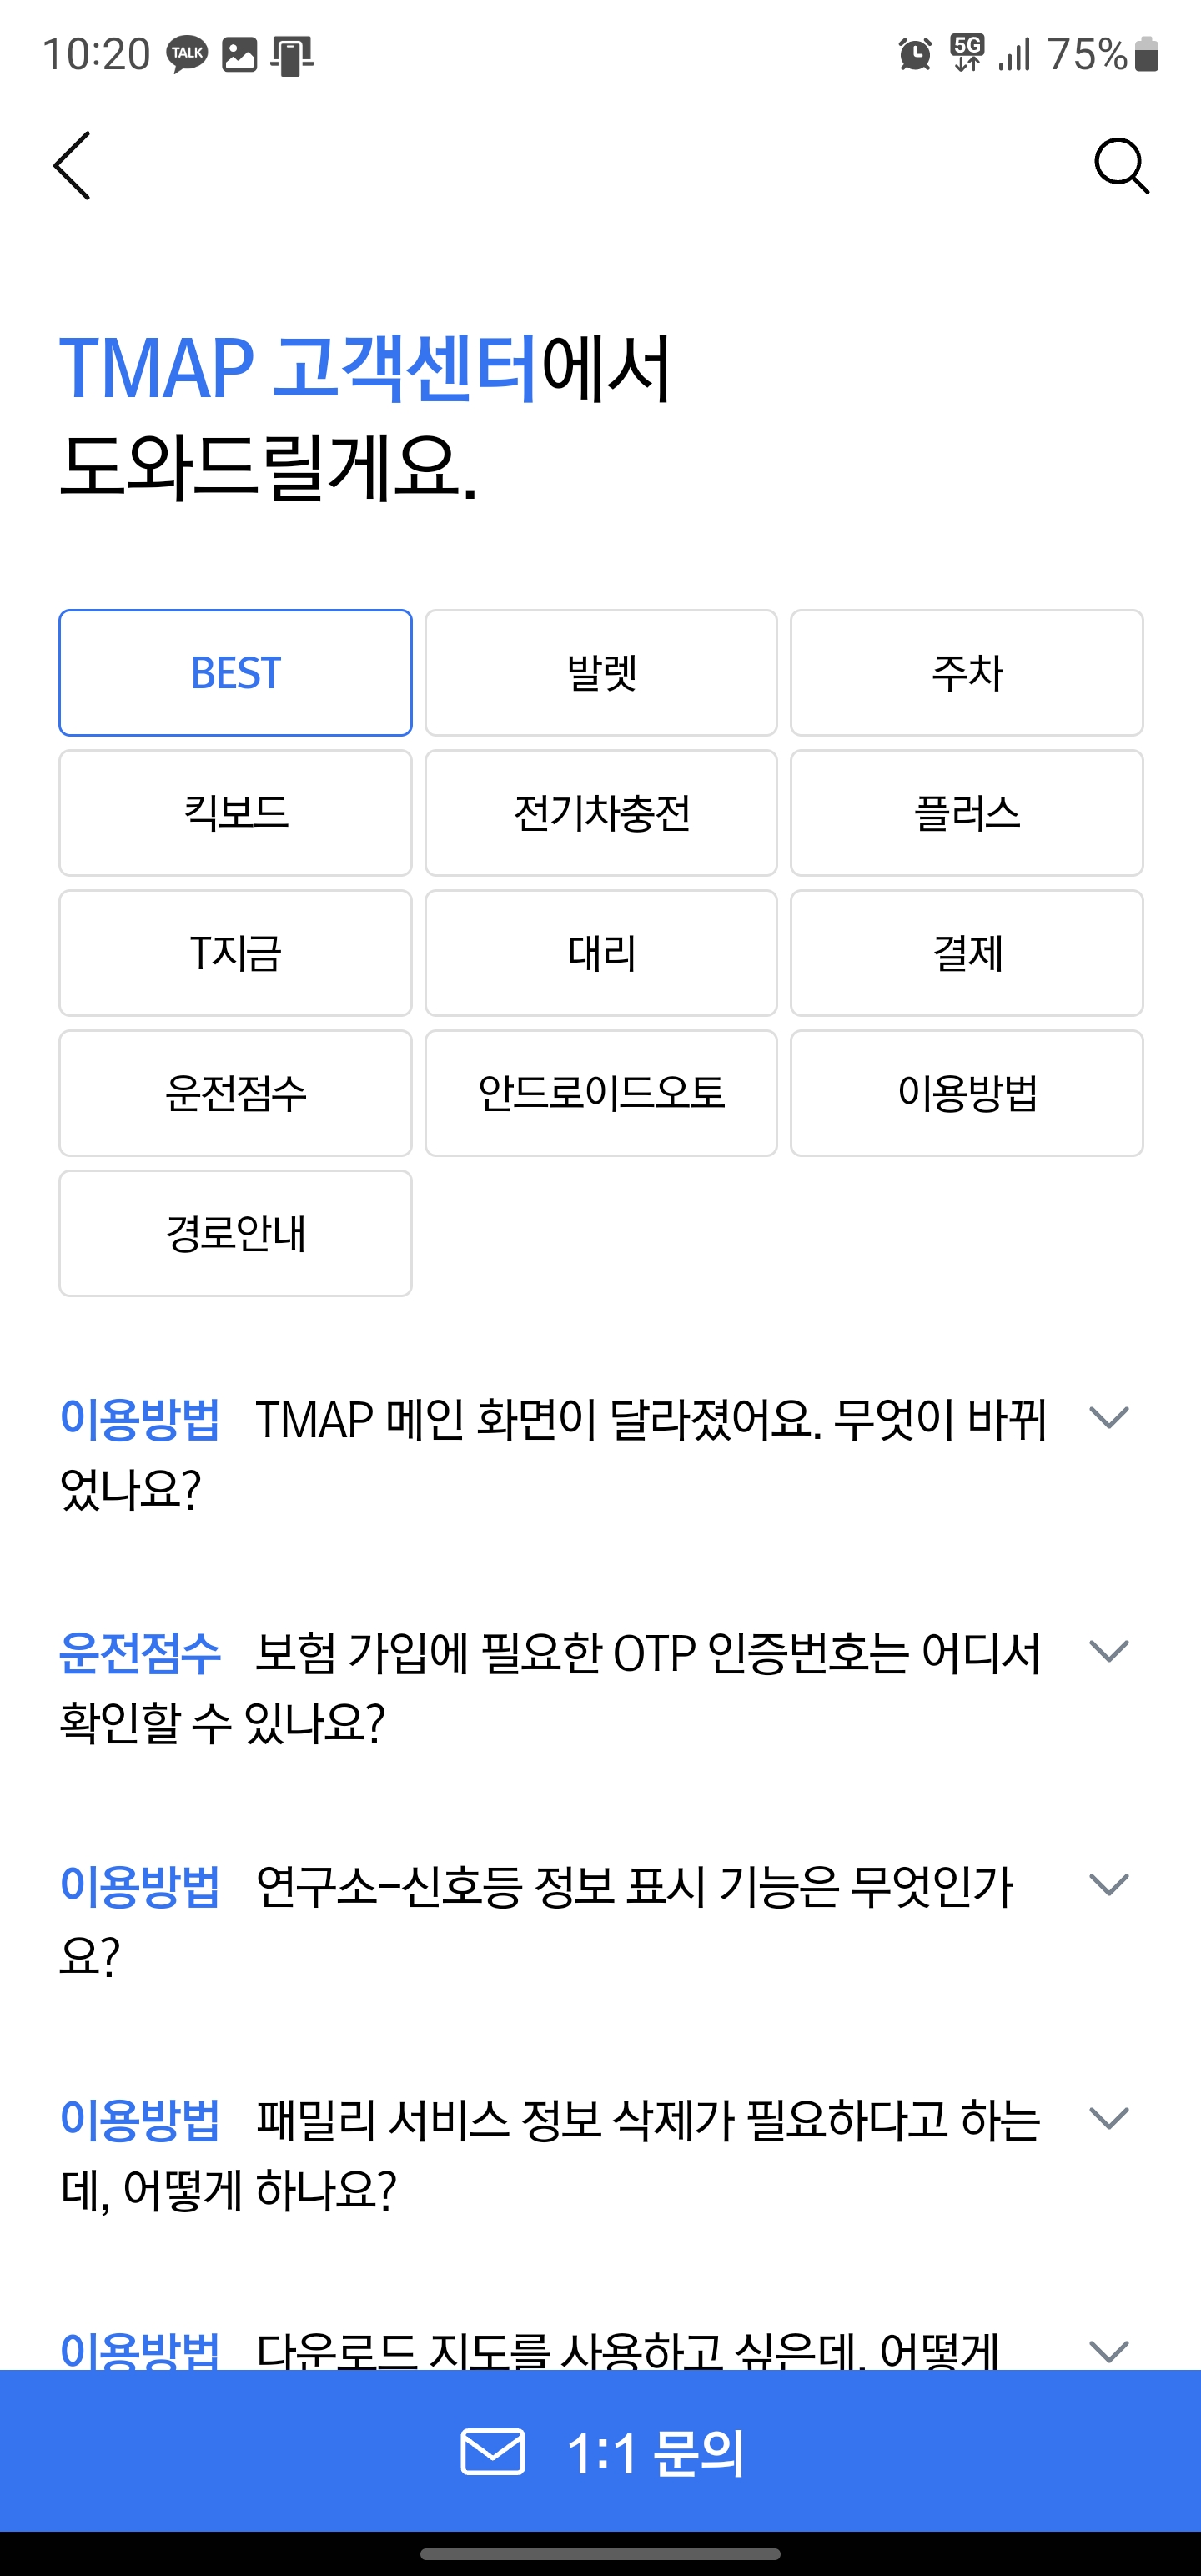 10:20 TALK 5G 75%
TMAP 고객센터에서
도와드릴게요.
BEST 발렛 주차
킥보드 전기차충전 플러스
T지금 대리 결제
운전점수 안드로이드오토 이용방법
경로안내
이용방법 TMAP 메인 화면이 달라졌어요. 무엇이 바뀌
었나요?
운전점수 보험 가입에 필요한 OTP 인증번호는 어디서
확인할 수 있나요?
이용방법 연구소-신호등 정보 표시 기능은 무엇인가
요?
이용방법 패밀리 서비스 정보 삭제가 필요하다고 하는
데, 어떻게 하나요?
이용방법 다운로드 지도를 사용하고 싶은데, 어떻게
1:1 문의